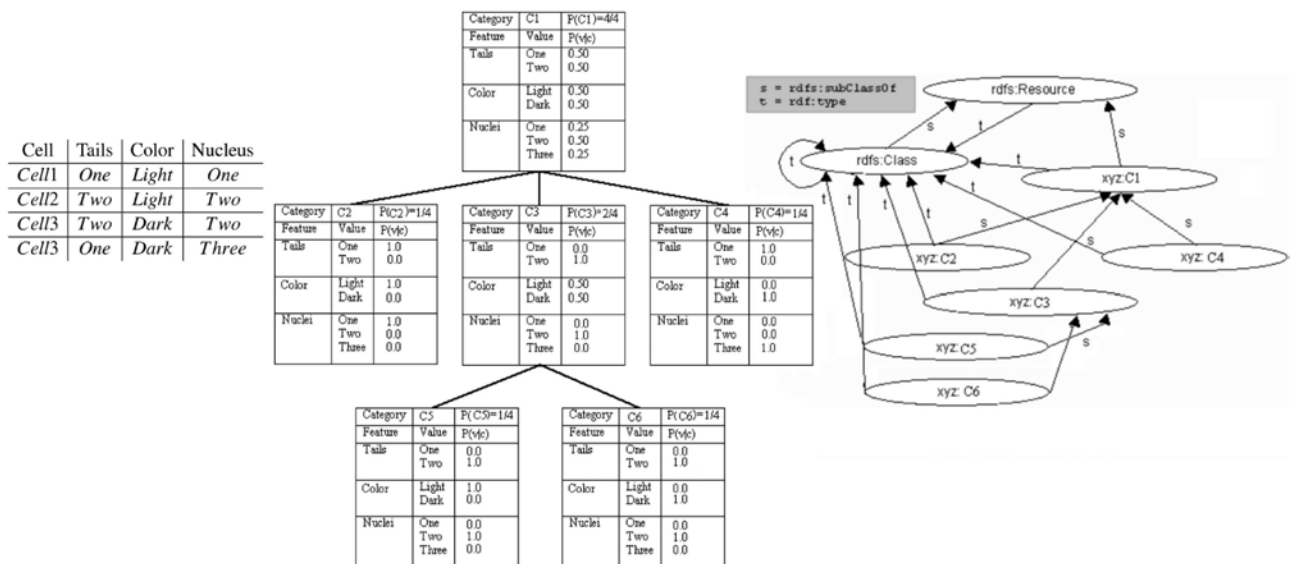 Cell Tails Color Nucleus
Cell1 One Light One
Cell2 Two Light Two
Cell3 Two Dark Two
Cell3 One Dark Three
Category C1 P(C1)=4/4
Feature Value P(v|c)
Tails One 0.50
Two 0.50
Color Light 0.50
Dark 0.50
Nuclei One 0.25
Two 0.50
Three 0.25
Category C2 P(C2)=1/4
Feature Value P(v|c)
Tails One 1.0
Two 0.0
Color Light 1.0
Dark 0.0
Nuclei One 1.0
Two 0.0
Three 0.0
Category C3 P(C3)=2/4
Feature Value P(v|c)
Tails One 0.0
Two 1.0
Color Light 0.50
Dark 0.50
Nuclei One 0.0
Two 1.0
Three 0.0
Category C4 P(C4)=1/4
Feature Value P(v|c)
Tails One 1.0
Two 0.0
Color Light 0.0
Dark 1.0
Nuclei One 0.0
Two 0.0
Three 1.0
Category C5 P(C5)=1/4
Feature Value P(v|c)
Tails One 0.0
Two 1.0
Color Light 1.0
Dark 0.0
Nuclei One 0.0
Two 1.0
Three 0.0
Category C6 P(C6)=1/4
Feature Value P(v|c)
Tails One 0.0
Two 1.0
Color Light 0.0
Dark 1.0
Nuclei One 0.0
Two 1.0
Three 0.0
s = rdfs:subClassOf
t = rdf:type
rdfs:Resource
s
t
s
t
rdfs:Class
t
xyz:C1
t
t
t
t
s
s
s
xyz: C2
xyz: C4
xyz: C3
xyz: C5
s
xyz: C6